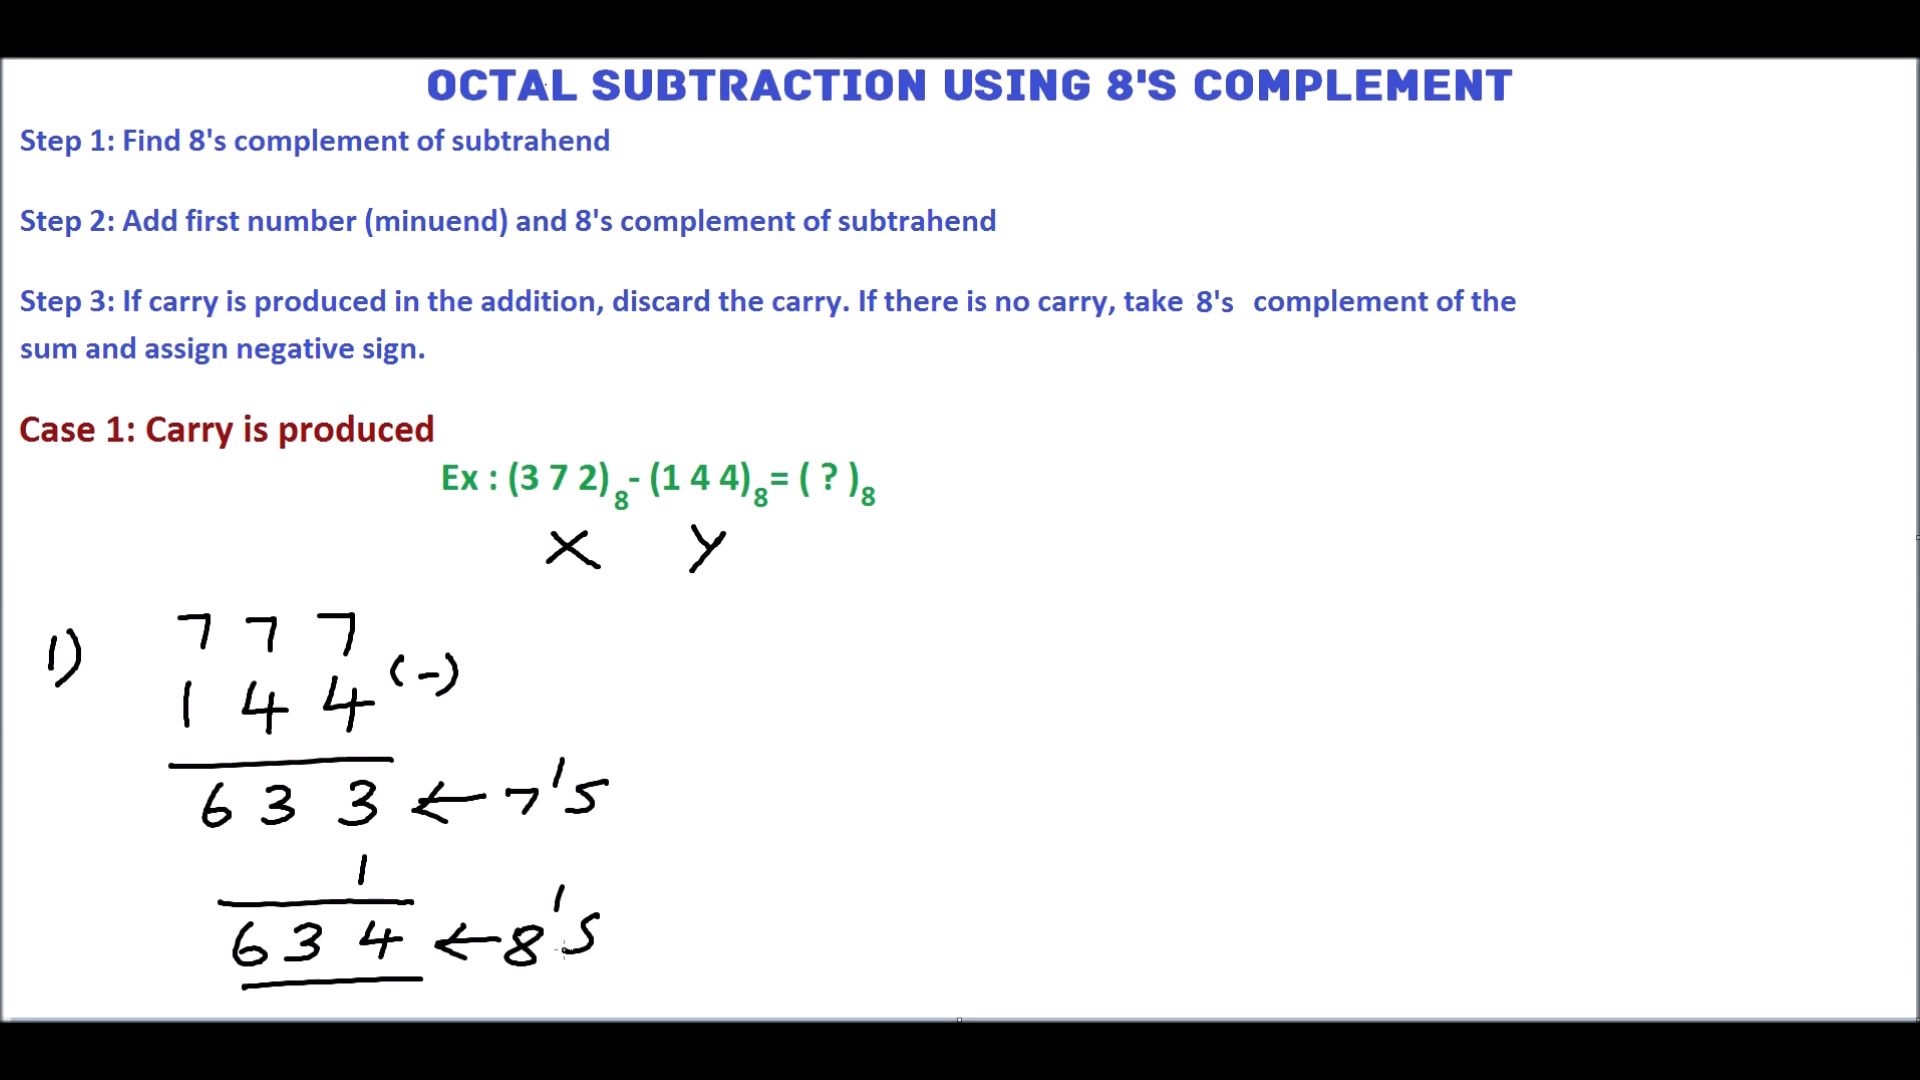 OCTAL SUBTRACTION USING 8'S COMPLEMENT
Step 1: Find 8's complement of subtrahend
Step 2: Add first number (minuend) and 8's complement of subtrahend
Step 3: If carry is produced in the addition, discard the carry. If there is no carry, take 8's complement of the
sum and assign negative sign.
Case 1: Carry is produced
Ex : (3 7 2)8 - (1 4 4)8 = ( ? )8
X Y
1) 7 7 7
1 4 4 (-)
6 3 3 ← 7's
1
6 3 4 ← 8's